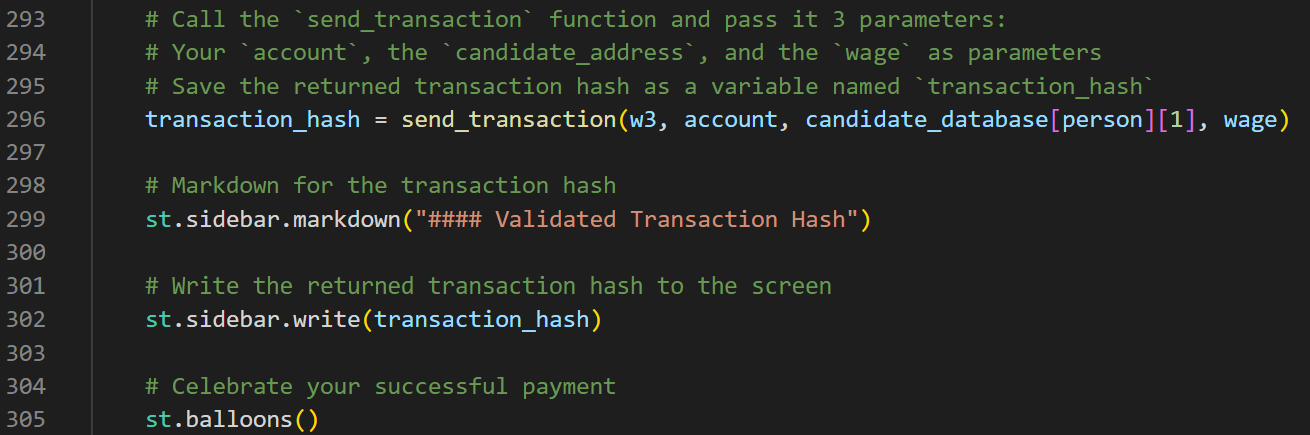 293 # Call the `send_transaction` function and pass it 3 parameters:
294 # Your `account`, the `candidate_address`, and the `wage` as parameters
295 # Save the returned transaction hash as a variable named `transaction_hash`
296 transaction_hash = send_transaction(w3, account, candidate_database[person][1], wage)
297
298 # Markdown for the transaction hash
299 st.sidebar.markdown("#### Validated Transaction Hash")
300
301 # Write the returned transaction hash to the screen
302 st.sidebar.write(transaction_hash)
303
304 # Celebrate your successful payment
305 st.balloons()